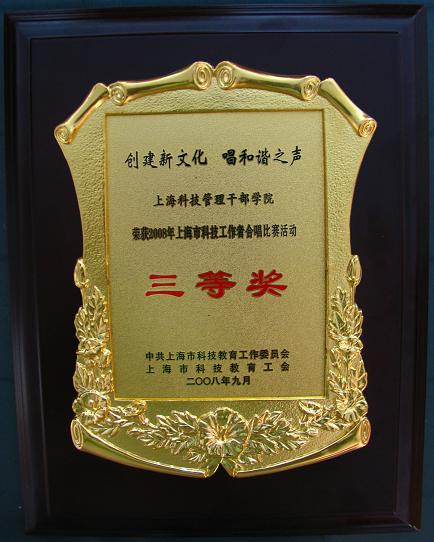 创建新文化 唱和谐之声
上海科技管理干部学院
荣获2008年上海市科技工作者合唱比赛活动
三等奖
中共上海市科技教育工作委员会
上海市科技教育工会
二〇〇八年九月